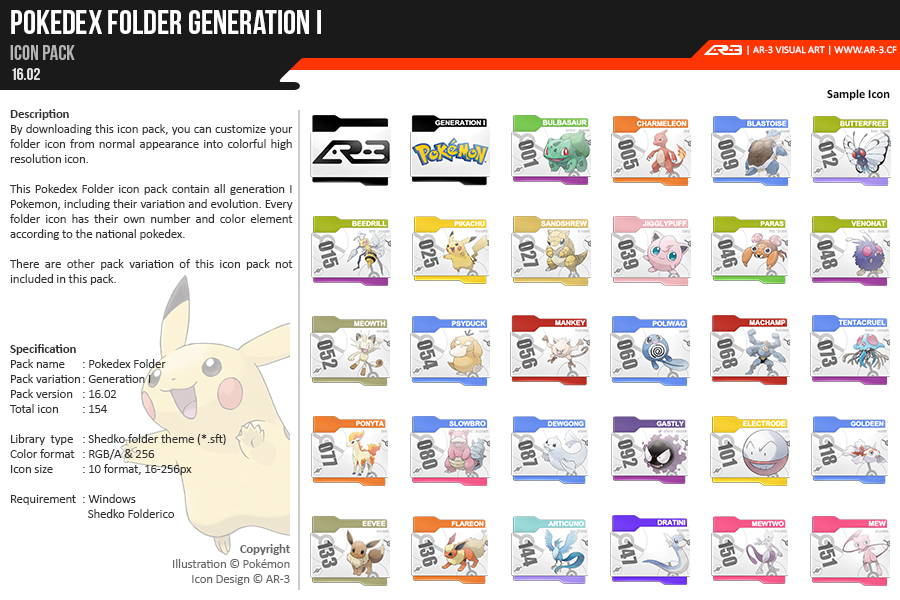 POKEDEX FOLDER GENERATION I
ICON PACK
16.02
AR-3 | AR-3 VISUAL ART | WWW.AR-3.CF
Sample Icon
Description
By downloading this icon pack, you can customize your
folder icon from normal appearance into colorful high
resolution icon.
This Pokedex Folder icon pack contain all generation I
Pokemon, including their variation and evolution. Every
folder icon has their own number and color element
according to the national pokedex.
There are other pack variation of this icon pack not
included in this pack.
Specification
Pack name : Pokedex Folder
Pack variation : Generation I
Pack version : 16.02
Total icon : 154
Library type : Shedko folder theme (*.sft)
Color format : RGB/A & 256
Icon size : 10 format, 16-256px
Requirement : Windows
Shedko Folderico
Copyright
Illustration © Pokémon
Icon Design © AR-3
AR-3
GENERATION I
POKéMON
BULBASAUR
001
CHARMELEON
005
BLASTOISE
009
BUTTERFREE
012
BEEDRILL
015
PIKACHU
025
SANDSHREW
027
JIGGLYPUFF
039
PARAS
046
VENONAT
048
MEOWTH
052
PSYDUCK
054
MANKEY
056
POLIWAG
060
MACHAMP
068
TENTACRUEL
073
PONYTA
077
SLOWBRO
080
DEWGONG
087
GASTLY
092
ELECTRODE
101
GOLDEEN
118
EEVEE
133
FLAREON
136
ARTICUNO
144
DRATINI
147
MEWTWO
150
MEW
151